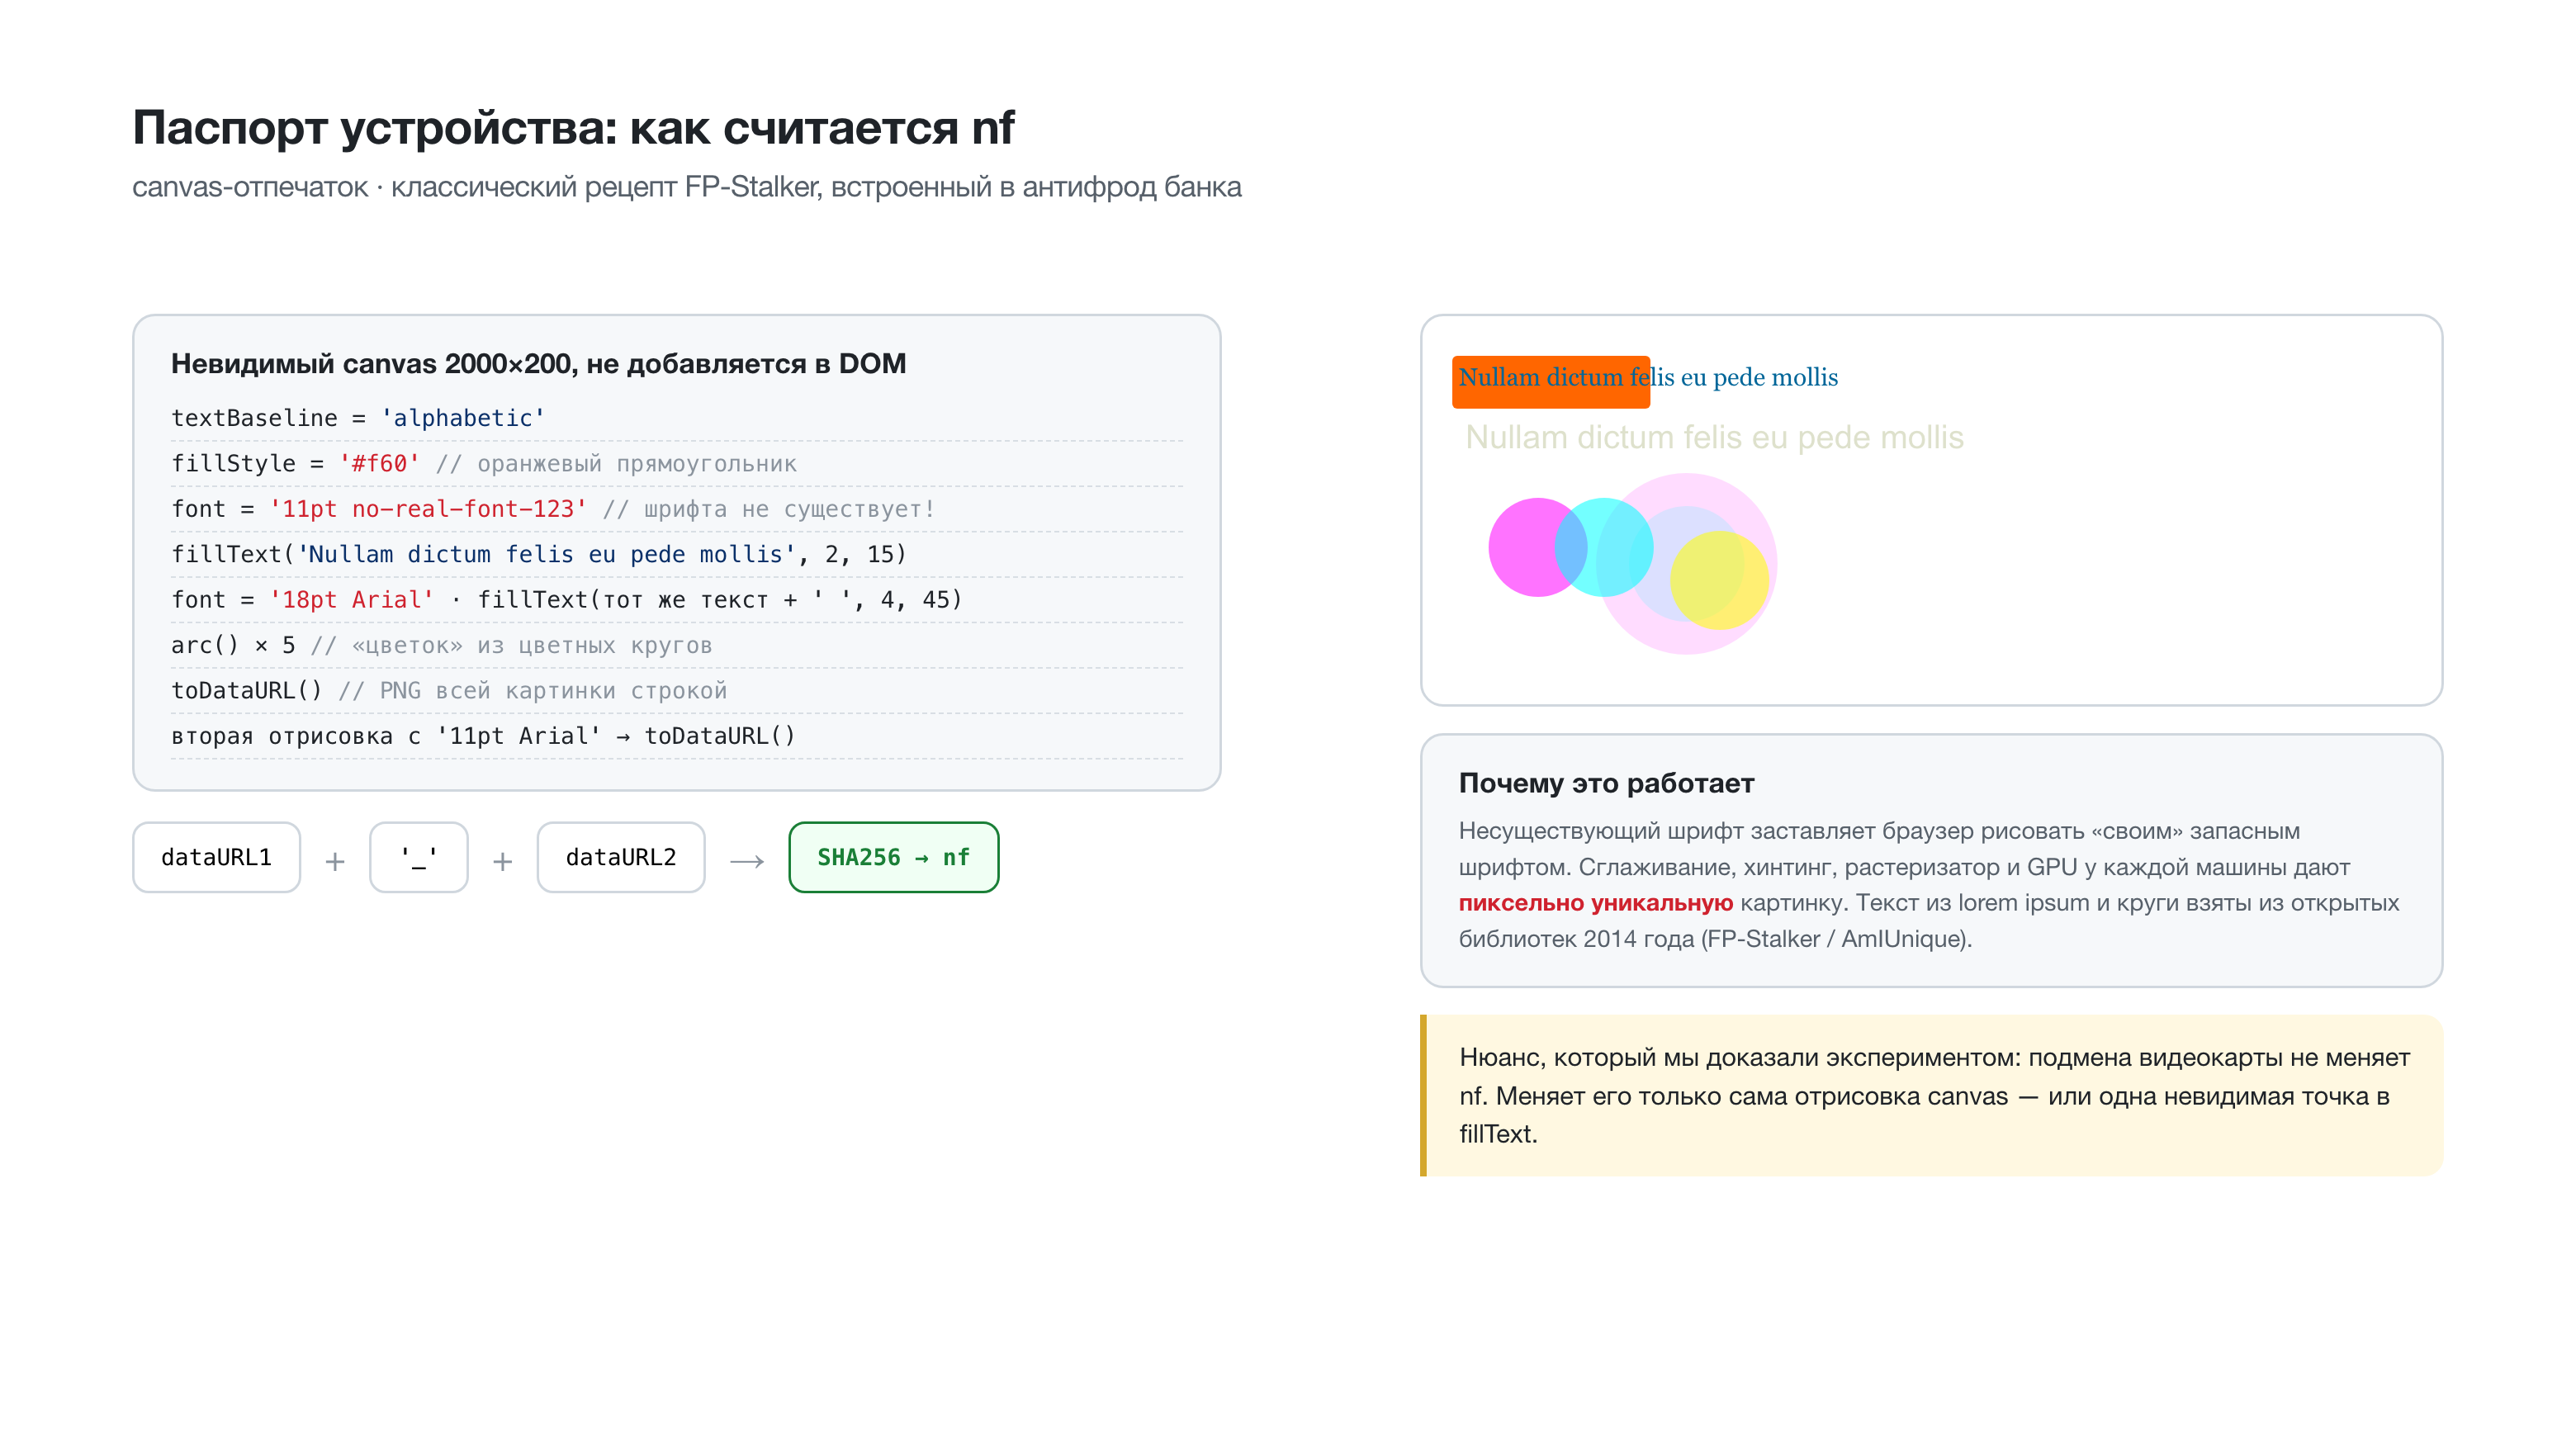 Паспорт устройства: как считается nf
canvas-отпечаток · классический рецепт FP-Stalker, встроенный в антифрод банка
Невидимый canvas 2000×200, не добавляется в DOM
textBaseline = 'alphabetic'
fillStyle = '#f60' // оранжевый прямоугольник
font = '11pt no-real-font-123' // шрифта не существует!
fillText('Nullam dictum felis eu pede mollis', 2, 15)
font = '18pt Arial' · fillText(тот же текст + ' ', 4, 45)
arc() × 5 // «цветок» из цветных кругов
toDataURL() // PNG всей картинки строкой
вторая отрисовка с '11pt Arial' → toDataURL()
dataURL1 + '_' + dataURL2 → SHA256 → nf
Nullam dictum felis eu pede mollis
Nullam dictum felis eu pede mollis
Почему это работает
Несуществующий шрифт заставляет браузер рисовать «своим» запасным
шрифтом. Сглаживание, хинтинг, растеризатор и GPU у каждой машины дают
пиксельно уникальную картинку. Текст из lorem ipsum и круги взяты из открытых
библиотек 2014 года (FP-Stalker / AmIUnique).
Нюанс, который мы доказали экспериментом: подмена видеокарты не меняет
nf. Меняет его только сама отрисовка canvas — или одна невидимая точка в
fillText.